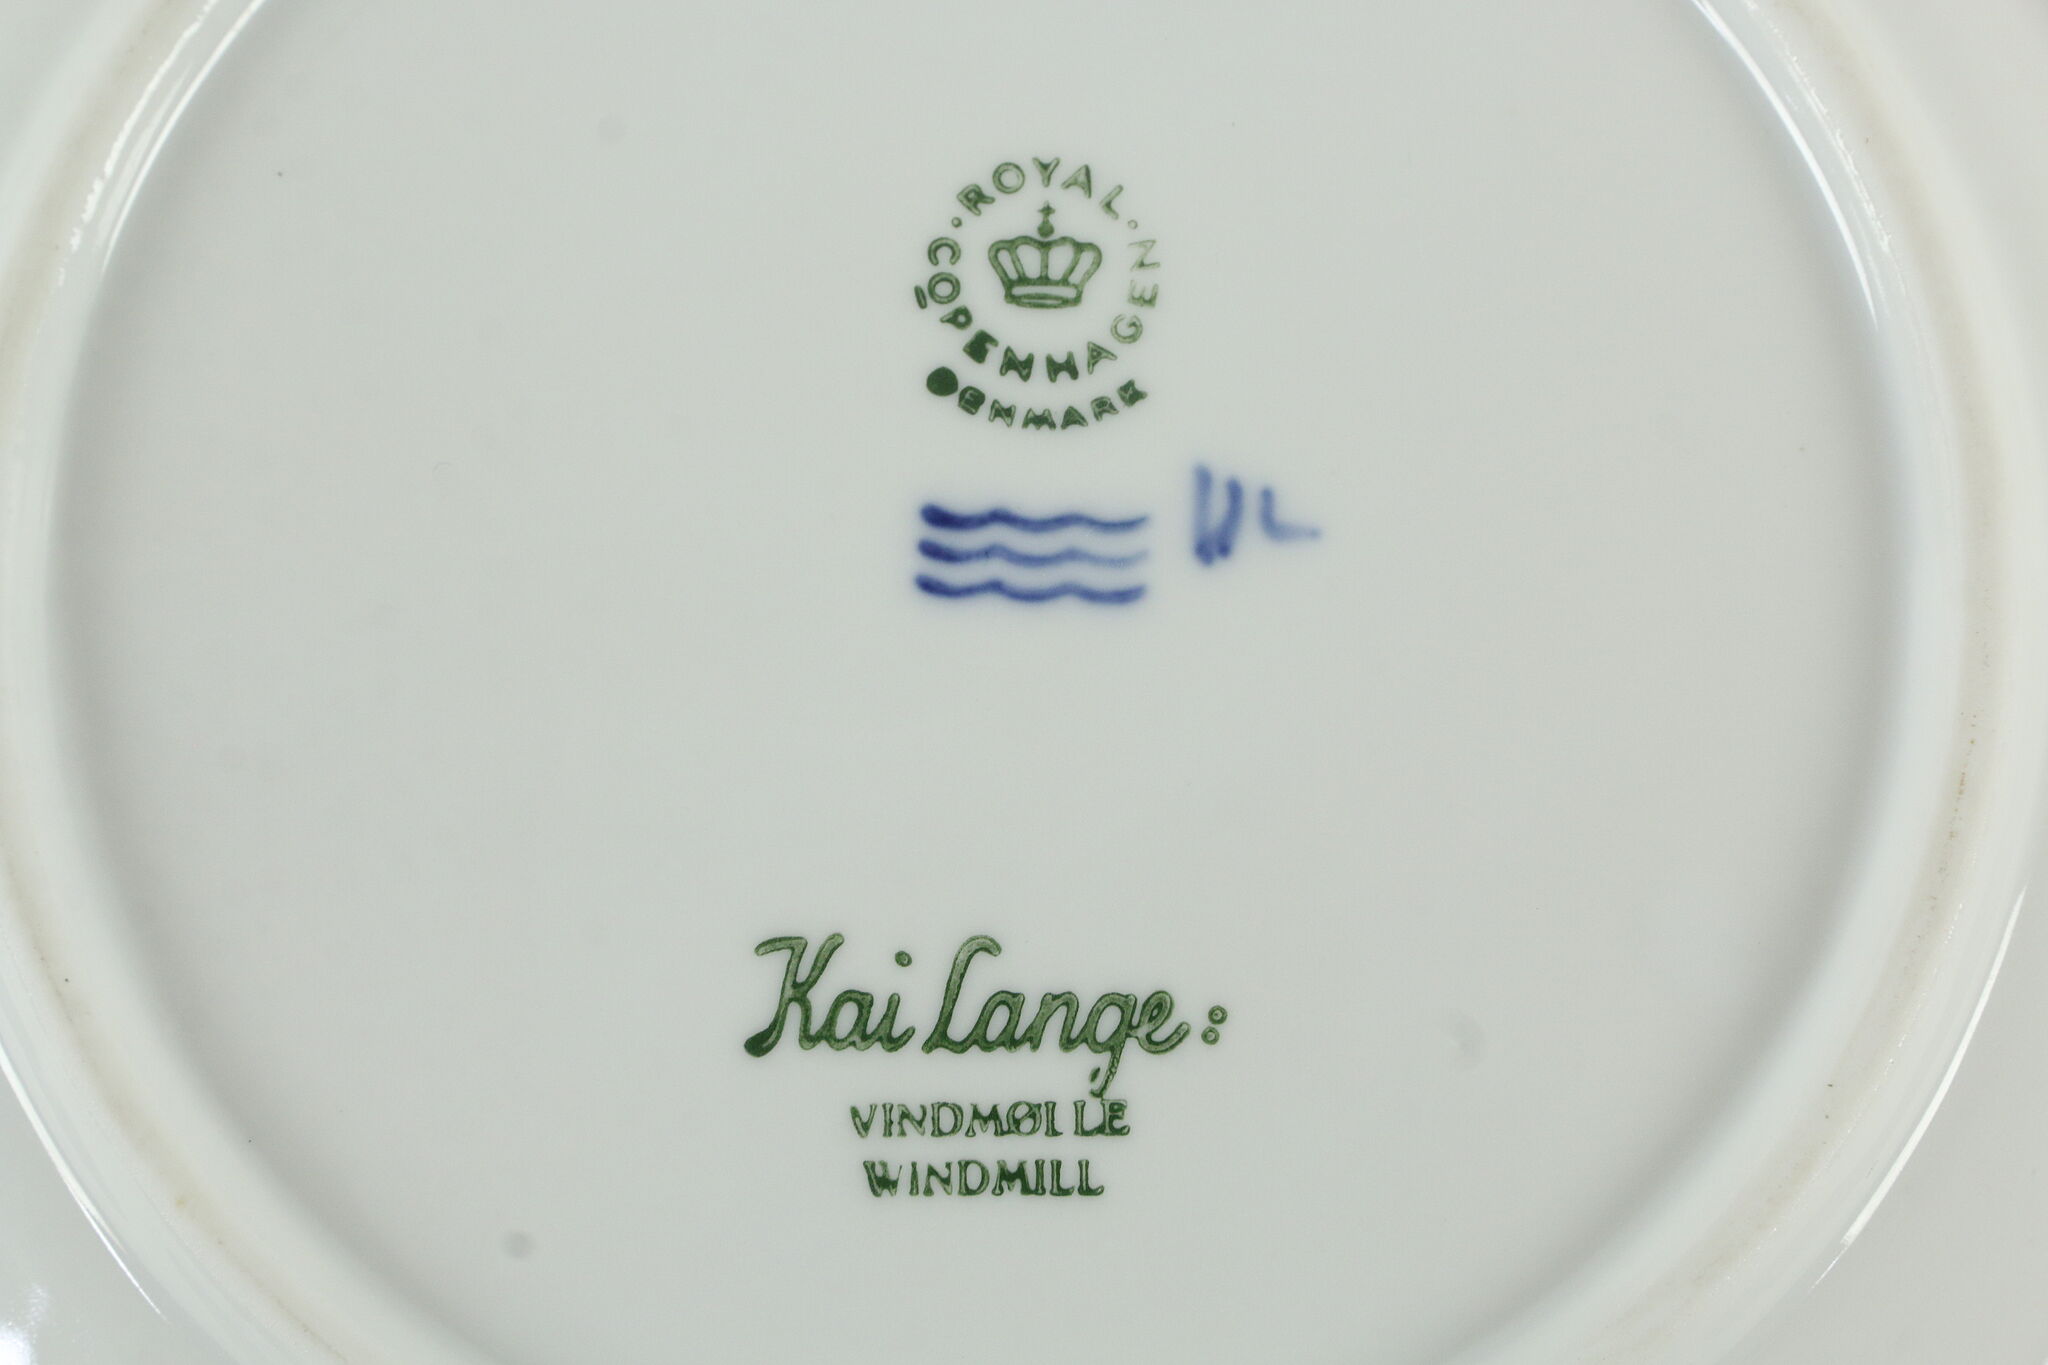 · ROYAL ·
COPENHAGEN
DENMARK
Kai Lange:
VINDMØLLE
WINDMILL